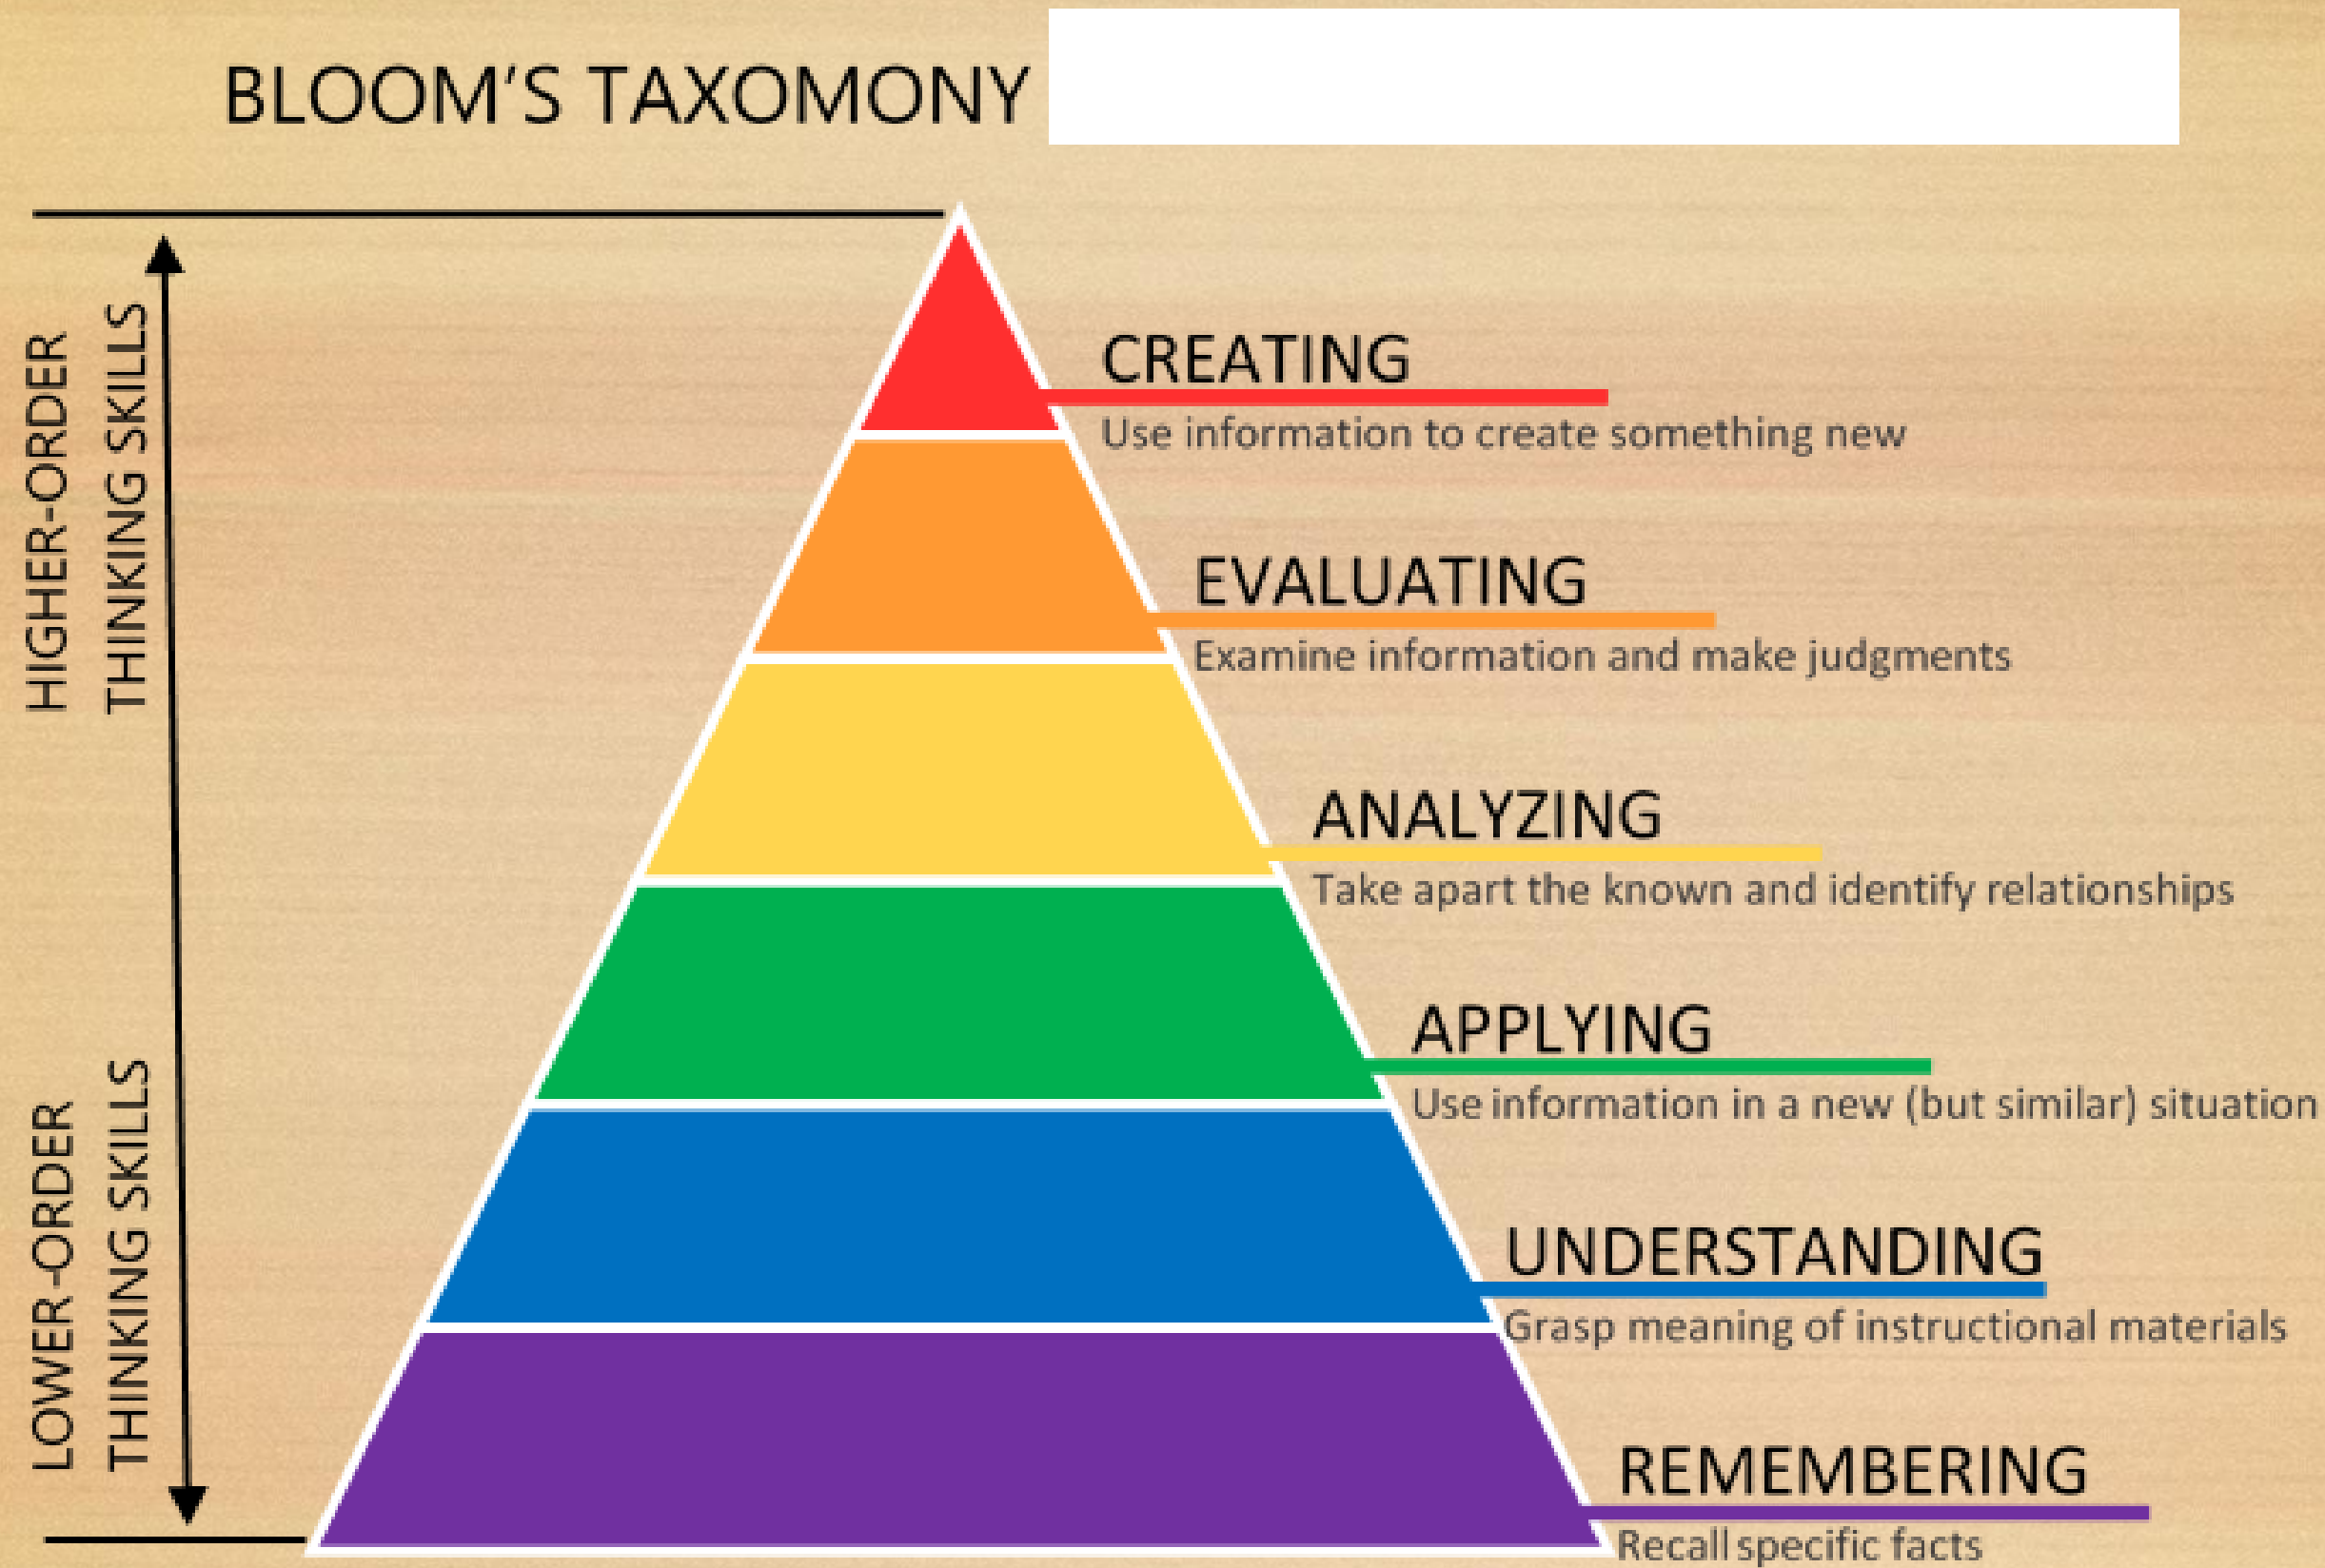 BLOOM'S TAXOMONY
HIGHER-ORDER
THINKING SKILLS
LOWER-ORDER
THINKING SKILLS
CREATING
Use information to create something new
EVALUATING
Examine information and make judgments
ANALYZING
Take apart the known and identify relationships
APPLYING
Use information in a new (but similar) situation
UNDERSTANDING
Grasp meaning of instructional materials
REMEMBERING
Recall specific facts